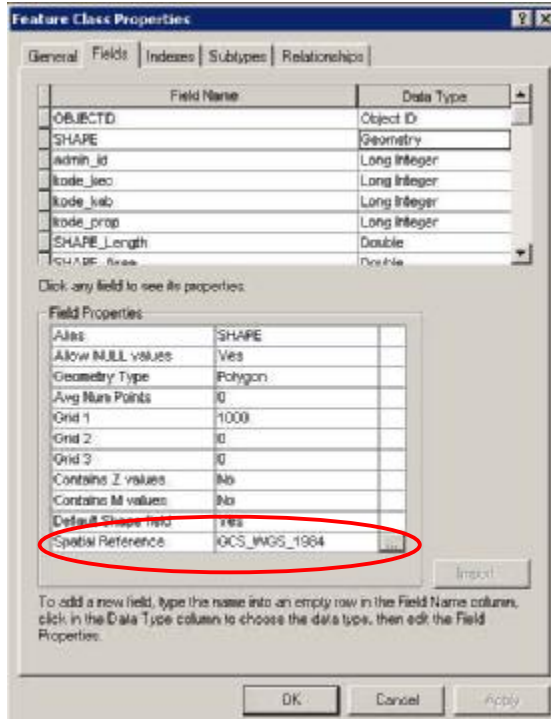 Feature Class Properties
General Fields Indexes Subtypes Relationships
Field Name Data Type
OBJECTID Object ID
SHAPE Geometry
admin_id Long Integer
kode_kec Long Integer
kode_kab Long Integer
kode_prop Long Integer
SHAPE_Length Double
SHAPE_Area Double
Click any field to see its properties.
Field Properties
Alias SHAPE
Allow NULL values Yes
Geometry Type Polygon
Avg Num Points 0
Grid 1 1000
Grid 2 0
Grid 3 0
Contains Z values No
Contains M values No
Default Shape field Yes
Spatial Reference GCS_WGS_1984 ...
Import
To add a new field, type the name into an empty row in the Field Name column,
click in the Data Type column to choose the data type, then edit the Field
Properties.
OK Cancel Apply